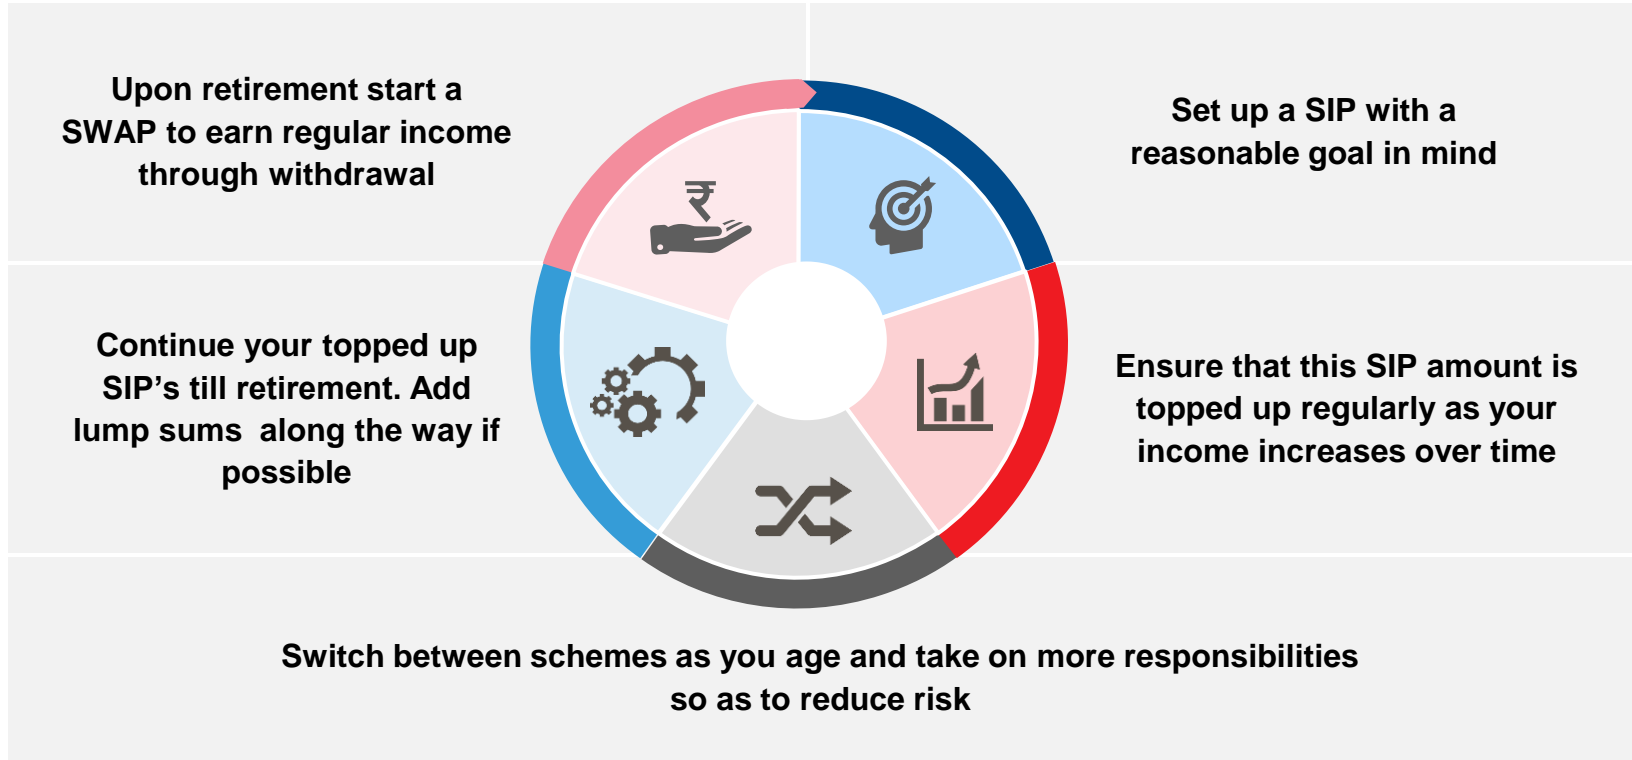 Upon retirement start a
SWAP to earn regular income
through withdrawal
Set up a SIP with a
reasonable goal in mind
Continue your topped up
SIP’s till retirement. Add
lump sums  along the way if
possible
Ensure that this SIP amount is
topped up regularly as your
income increases over time
Switch between schemes as you age and take on more responsibilities
so as to reduce risk
₹